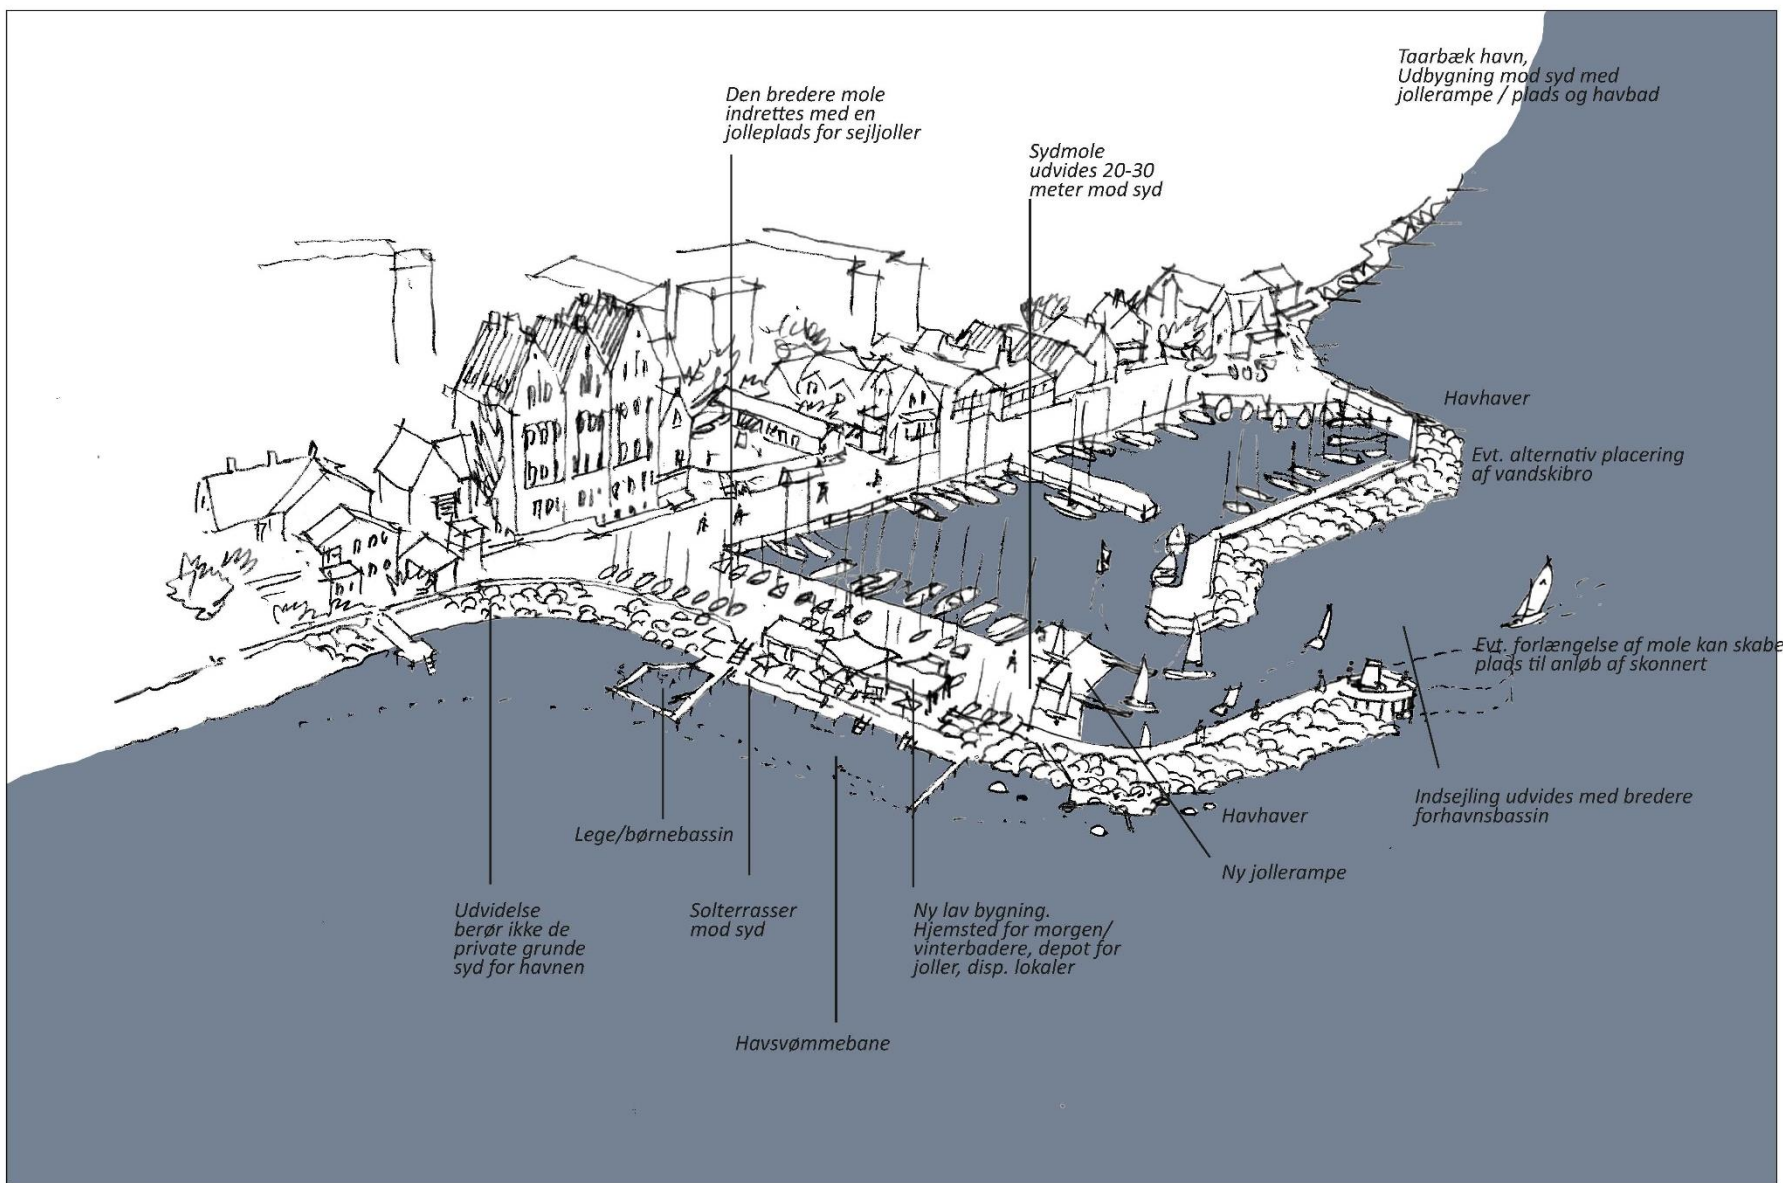 Taarbæk havn,
Udbygning mod syd med
jollerampe / plads og havbad
Den bredere mole
indrettes med en
jolleplads for sejljoller
Sydmole
udvides 20-30
meter mod syd
Havhaver
Evt. alternativ placering
af vandskibro
Evt. forlængelse af mole kan skabe
plads til anløb af skonnert
Indsejling udvides med bredere
forhavnsbassin
Havhaver
Ny jollerampe
Lege/børnebassin
Udvidelse
berør ikke de
private grunde
syd for havnen
Solterrasser
mod syd
Ny lav bygning.
Hjemsted for morgen/
vinterbadere, depot for
joller, disp. lokaler
Havsvømmebane